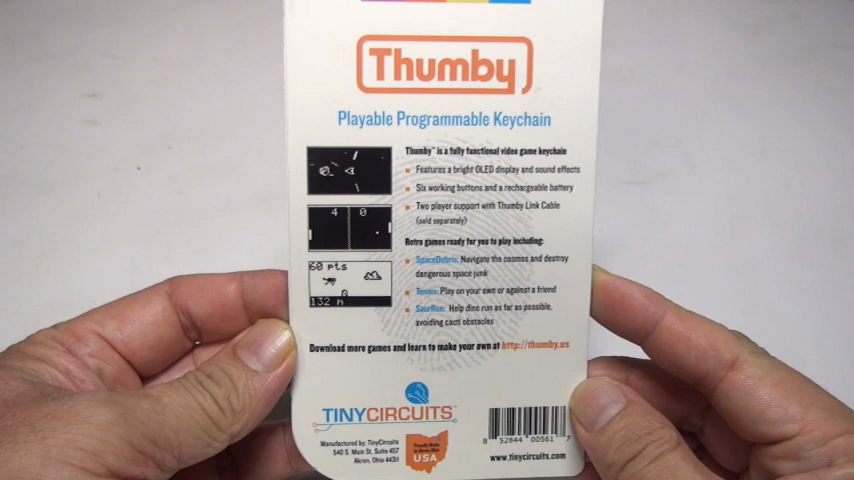 Thumby
Playable Programmable Keychain
Thumby™ is a fully functional video game keychain
Features a bright OLED display and sound effects
Six working buttons and a rechargeable battery
Two player support with Thumby Link Cable
(sold separately)
4 0
Retro games ready for you to play including:
60 pts
132 m
SpaceDebris: Navigate the cosmos and destroy
dangerous space junk
Tennis: Play on your own or against a friend
SaurRun: Help dino run as far as possible,
avoiding cacti obstacles
Download more games and learn to make your own at http://thumby.us
TINYCIRCUITS™
Manufactured by: TinyCircuits
540 S. Main St, Suite 457
Akron, Ohio 44311
Proudly Made
USA
8 52844 00561 7
www.tinycircuits.com